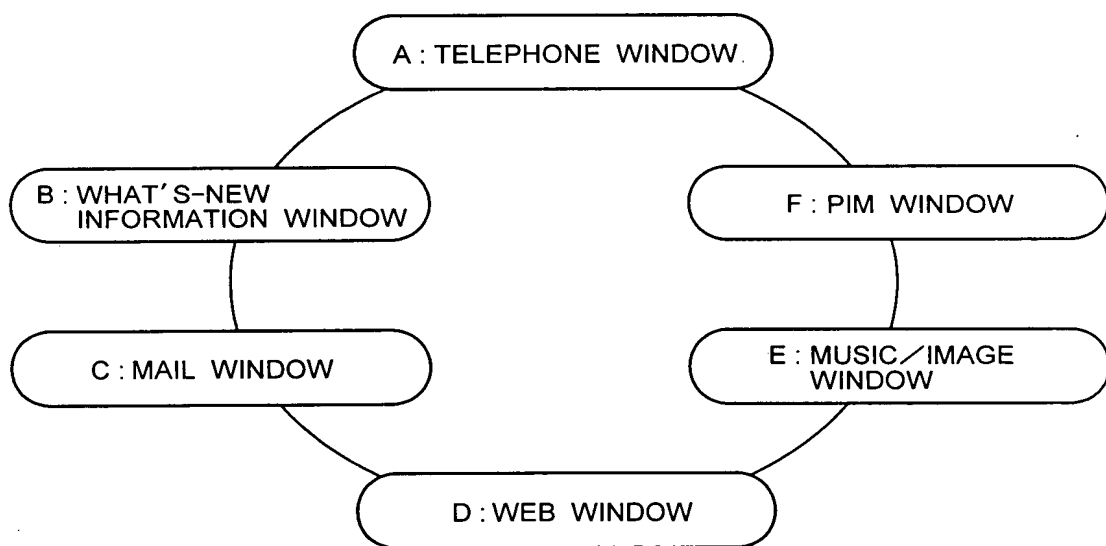 A : TELEPHONE WINDOW
B : WHAT'S-NEW
INFORMATION WINDOW
F : PIM WINDOW
C : MAIL WINDOW
E : MUSIC/IMAGE
WINDOW
D : WEB WINDOW